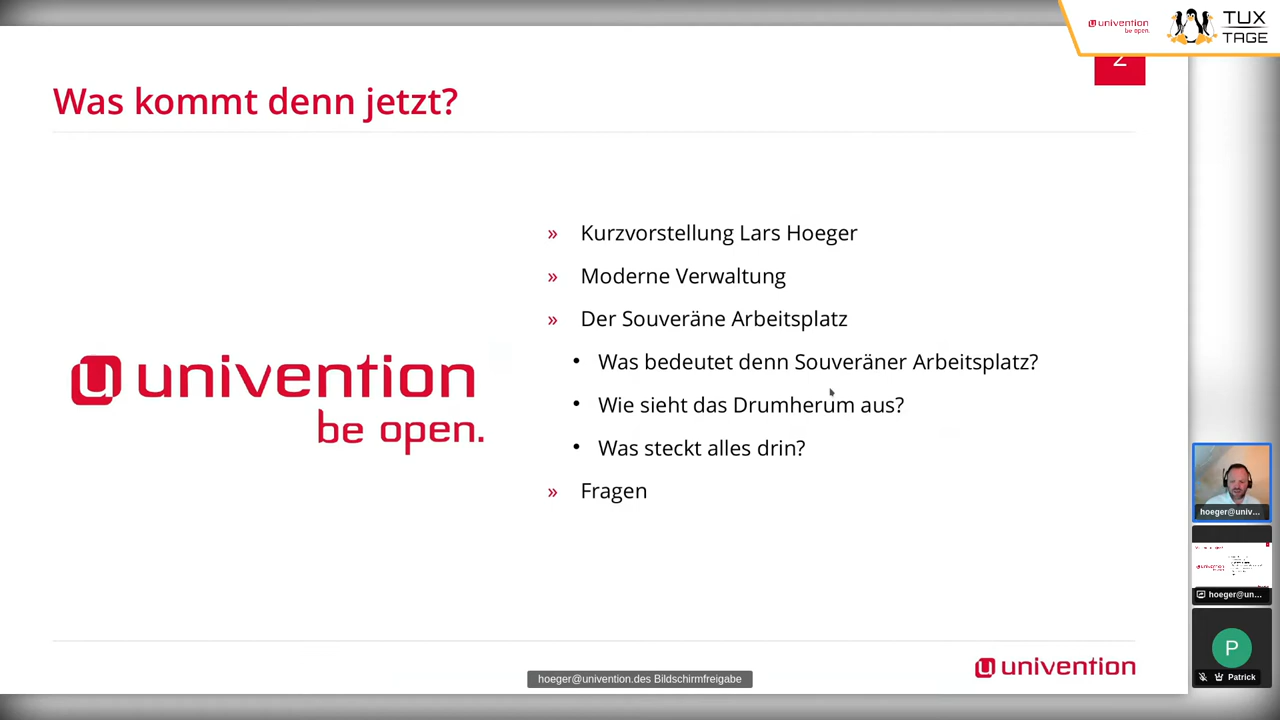 univention
be open.
TUX
TAGE
2
Was kommt denn jetzt?
» Kurzvorstellung Lars Hoeger
» Moderne Verwaltung
» Der Souveräne Arbeitsplatz
• Was bedeutet denn Souveräner Arbeitsplatz?
• Wie sieht das Drumherum aus?
• Was steckt alles drin?
» Fragen
univention
be open.
hoeger@univ...
hoeger@un...
P
Patrick
univention
hoeger@univention.des Bildschirmfreigabe